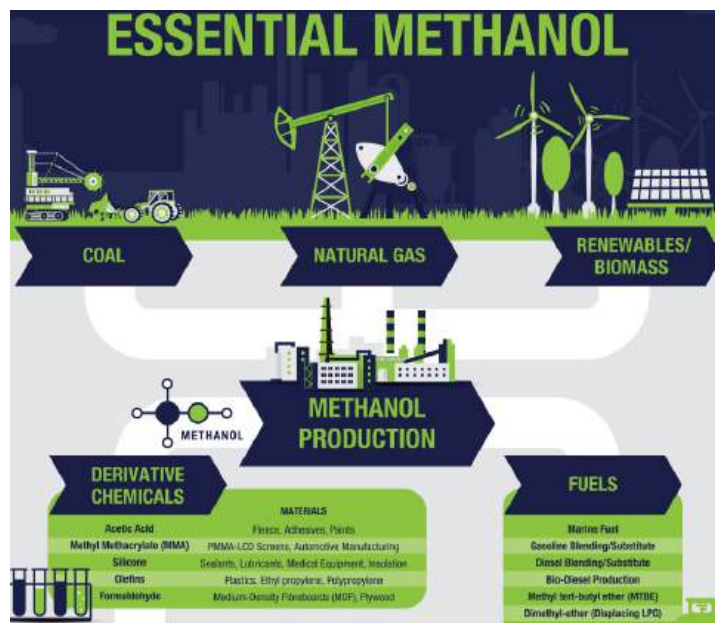 ESSENTIAL METHANOL
COAL
NATURAL GAS
RENEWABLES/
BIOMASS
METHANOL
PRODUCTION
METHANOL
DERIVATIVE
CHEMICALS
MATERIALS
Acetic Acid Fleece, Adhesives, Paints
Methyl Methacrylate (MMA) PMMA-LCD Screens, Automotive Manufacturing
Silicone Sealants, Lubricants, Medical Equipment, Insulation
Olefins Plastics, Ethyl propylene, Polypropylene
Formaldehyde Medium-Density Fibreboards (MDF), Plywood
FUELS
Marine Fuel
Gasoline Blending/Substitute
Diesel Blending/Substitute
Bio-Diesel Production
Methyl tert-butyl ether (MTBE)
Dimethyl-ether (Displacing LPG)